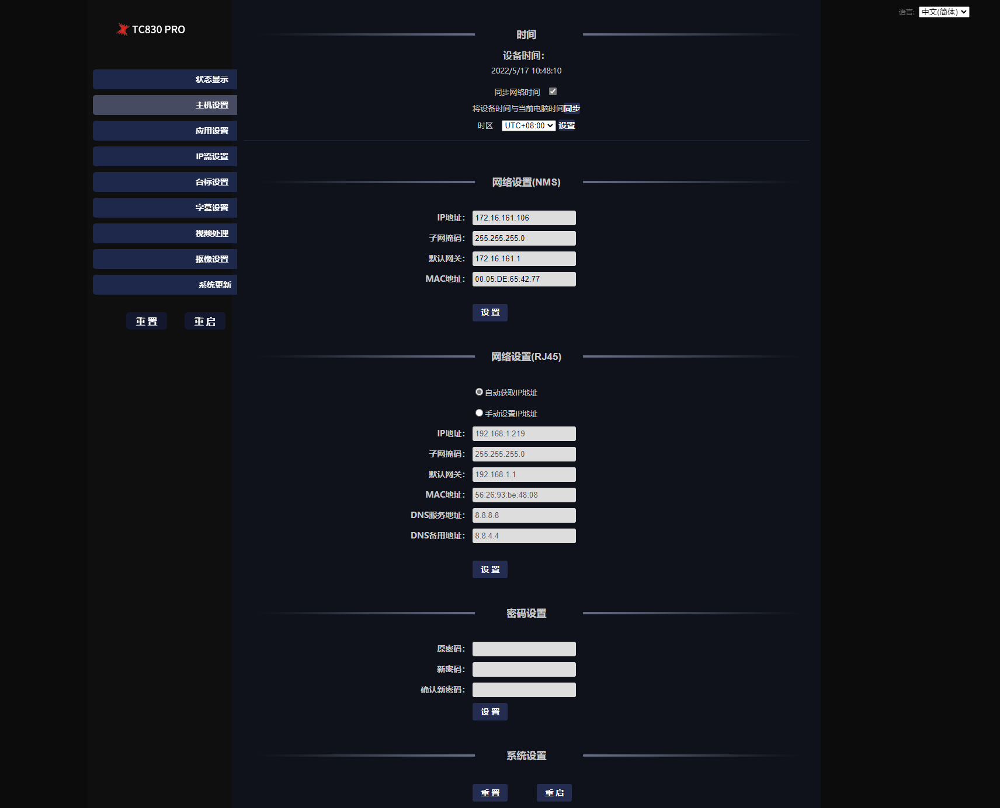 语言: 中文(简体)
TC830 PRO
状态显示
主机设置
应用设置
IP流设置
台标设置
字幕设置
视频处理
抠像设置
系统更新
重 置 重 启
时间
设备时间：
2022/5/17 10:48:10
同步网络时间
将设备时间与当前电脑时间同步
时区 UTC+08:00 设置
网络设置(NMS)
IP地址： 172.16.161.106
子网掩码： 255.255.255.0
默认网关： 172.16.161.1
MAC地址： 00:05:DE:65:42:77
设 置
网络设置(RJ45)
自动获取IP地址
手动设置IP地址
IP地址： 192.168.1.219
子网掩码： 255.255.255.0
默认网关： 192.168.1.1
MAC地址： 56:26:93:be:48:08
DNS服务地址： 8.8.8.8
DNS备用地址： 8.8.4.4
设 置
密码设置
原密码：
新密码：
确认新密码：
设 置
系统设置
重 置 重 启